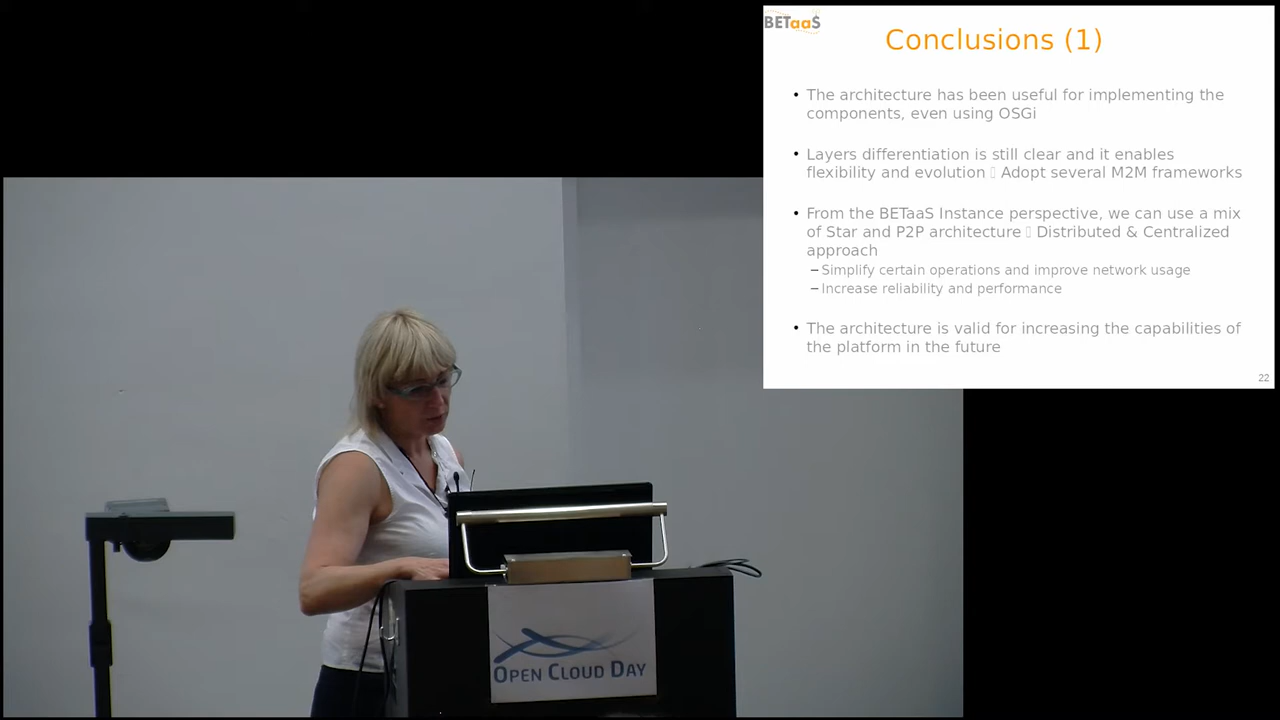 BETaaS
Conclusions (1)
• The architecture has been useful for implementing the
components, even using OSGi
• Layers differentiation is still clear and it enables
flexibility and evolution  Adopt several M2M frameworks
• From the BETaaS Instance perspective, we can use a mix
of Star and P2P architecture  Distributed & Centralized
approach
– Simplify certain operations and improve network usage
– Increase reliability and performance
• The architecture is valid for increasing the capabilities of
the platform in the future
22
OPEN CLOUD DAY